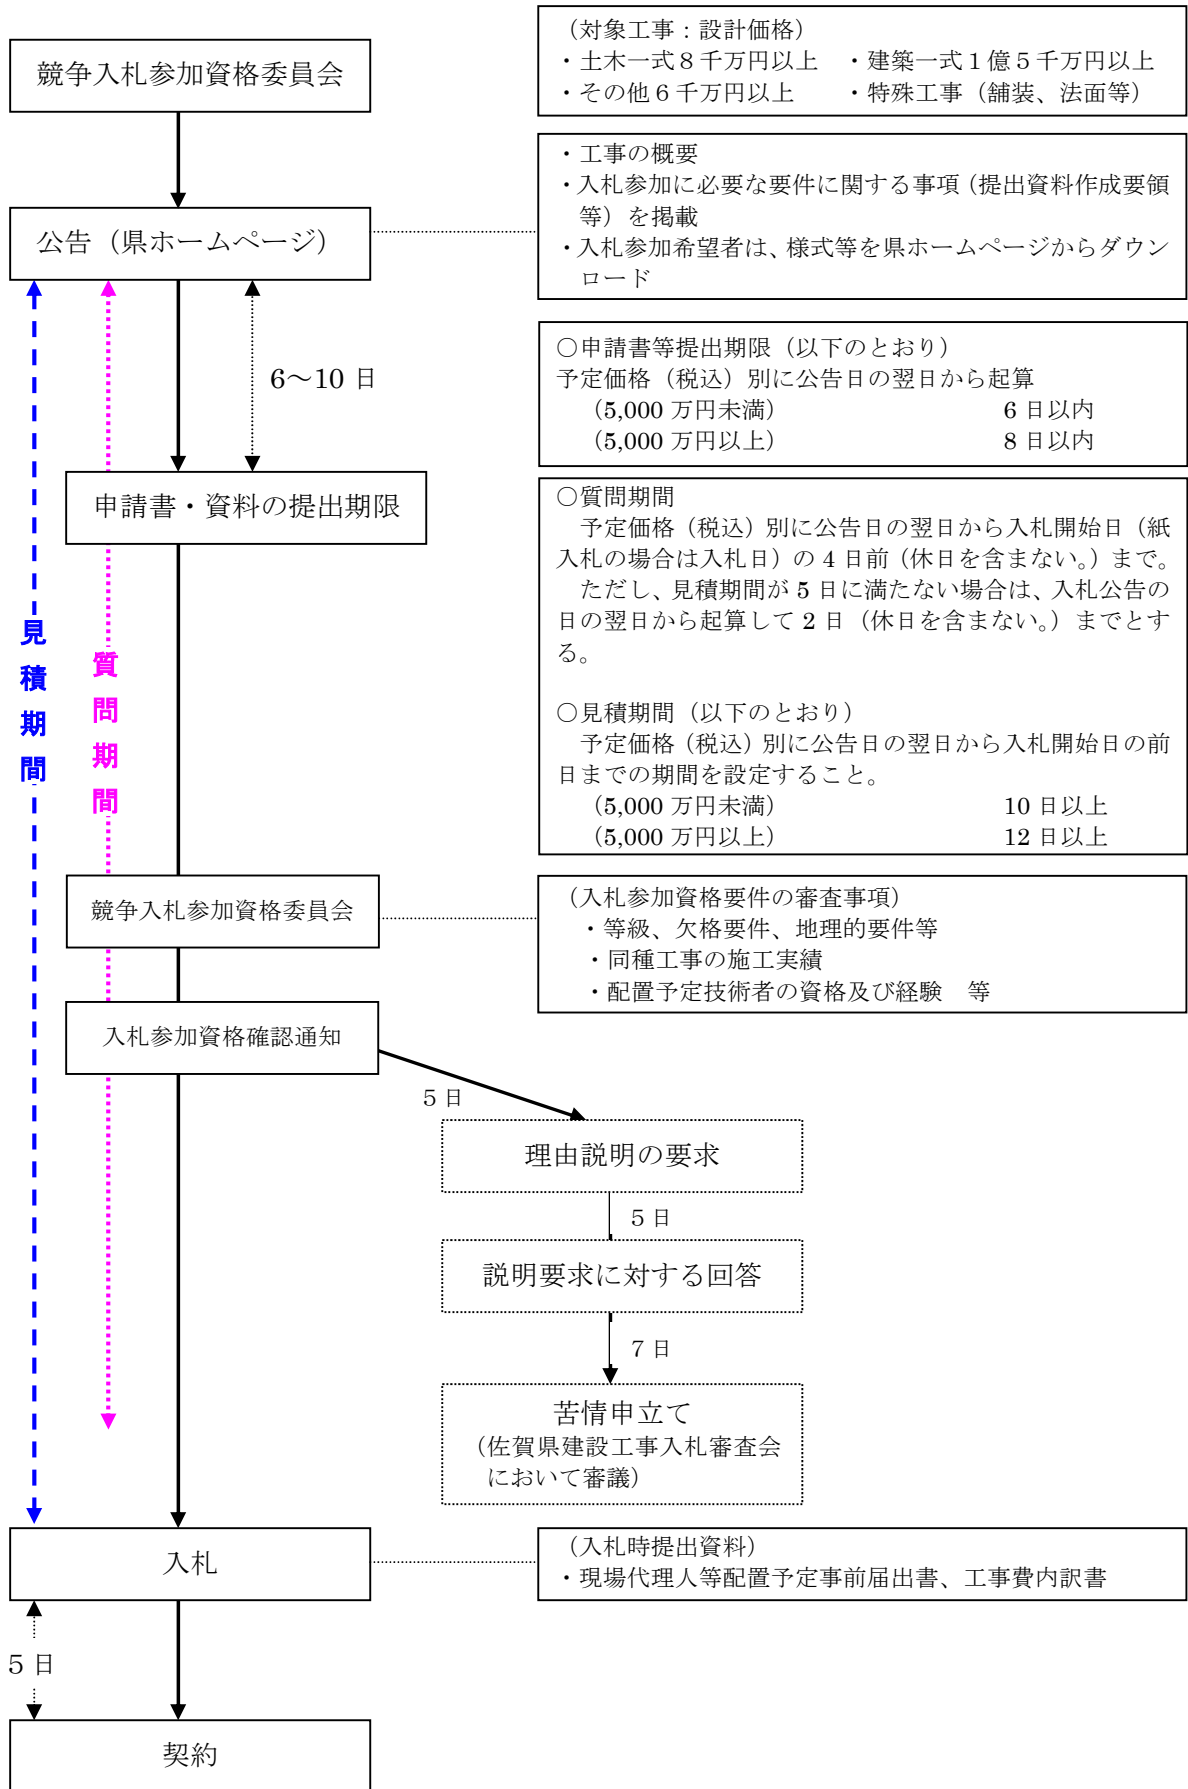 競争入札参加資格委員会
（対象工事：設計価格）
・土木一式８千万円以上　・建築一式１億５千万円以上
・その他６千万円以上　　・特殊工事（舗装、法面等）
公告（県ホームページ）
・工事の概要
・入札参加に必要な要件に関する事項（提出資料作成要領
等）を掲載
・入札参加希望者は、様式等を県ホームページからダウン
ロード
6～10 日
○申請書等提出期限（以下のとおり）
予定価格（税込）別に公告日の翌日から起算
（5,000 万円未満）　6 日以内
（5,000 万円以上）　8 日以内
申請書・資料の提出期限
○質問期間
　予定価格（税込）別に公告日の翌日から入札開始日（紙
入札の場合は入札日）の 4 日前（休日を含まない。）まで。
　ただし、見積期間が 5 日に満たない場合は、入札公告の
日の翌日から起算して 2 日（休日を含まない。）までとす
る。
○見積期間（以下のとおり）
　予定価格（税込）別に公告日の翌日から入札開始日の前
日までの期間を設定すること。
（5,000 万円未満）　10 日以上
（5,000 万円以上）　12 日以上
見積期間
質問期間
競争入札参加資格委員会
（入札参加資格要件の審査事項）
・等級、欠格要件、地理的要件等
・同種工事の施工実績
・配置予定技術者の資格及び経験　等
入札参加資格確認通知
５日
理由説明の要求
５日
説明要求に対する回答
７日
苦情申立て
（佐賀県建設工事入札審査会
において審議）
入札
（入札時提出資料）
・現場代理人等配置予定事前届出書、工事費内訳書
５日
契約